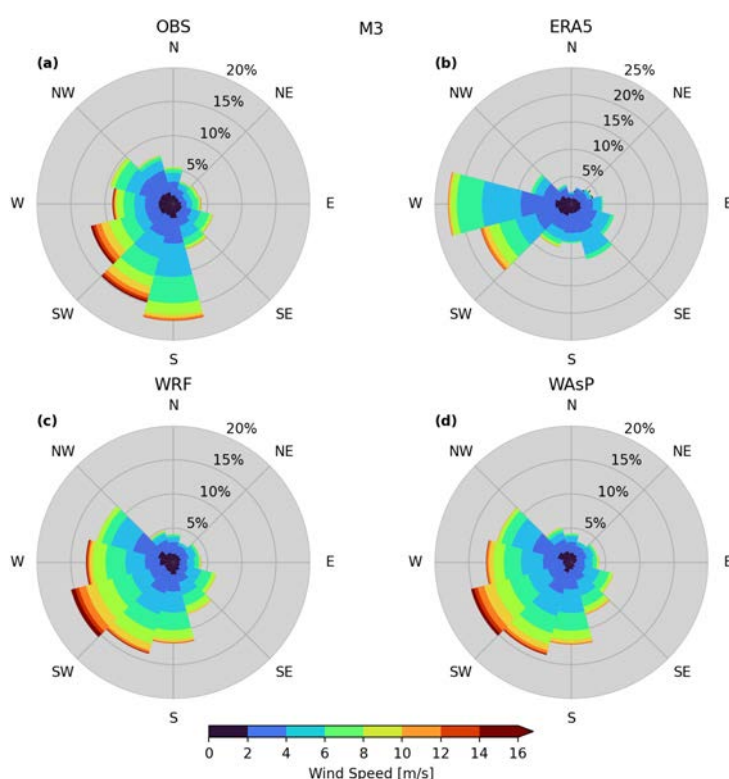 OBS M3 ERA5
(a) N (b) N
20% 25%
NW 15% NE NW 20% NE
10% 15%
5% 10%
5%
W E W E
SW SE SW SE
S S
WRF WAsP
(c) N (d) N
20% 20%
NW 15% NE NW 15% NE
10% 10%
5% 5%
W E W E
SW SE SW SE
S S
0 2 4 6 8 10 12 14 16
Wind Speed [m/s]